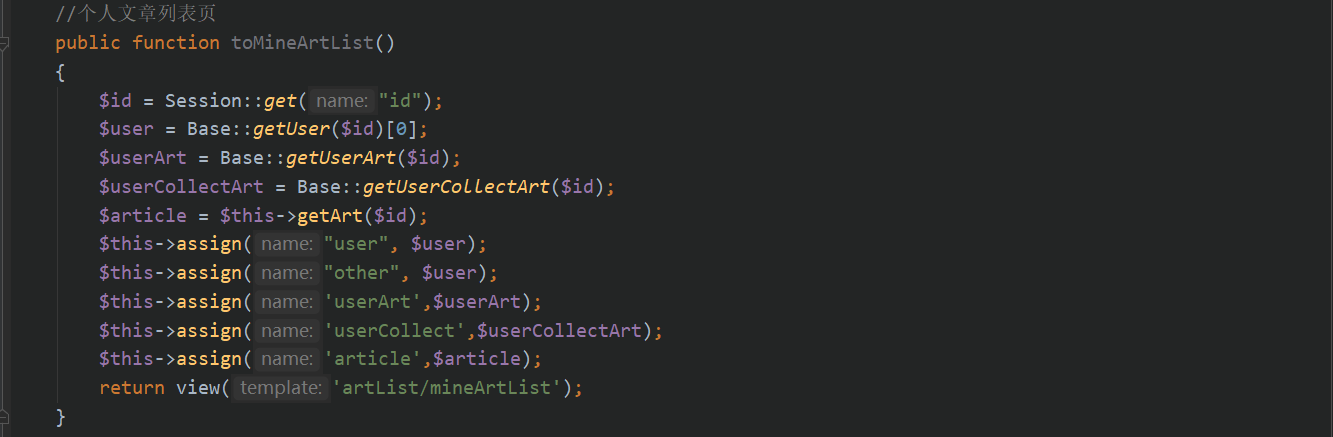 //个人文章列表页
public function toMineArtList()
{
$id = Session::get( name: "id");
$user = Base::getUser($id)[0];
$userArt = Base::getUserArt($id);
$userCollectArt = Base::getUserCollectArt($id);
$article = $this->getArt($id);
$this->assign( name: "user", $user);
$this->assign( name: "other", $user);
$this->assign( name: 'userArt',$userArt);
$this->assign( name: 'userCollect',$userCollectArt);
$this->assign( name: 'article',$article);
return view( template: 'artList/mineArtList');
}